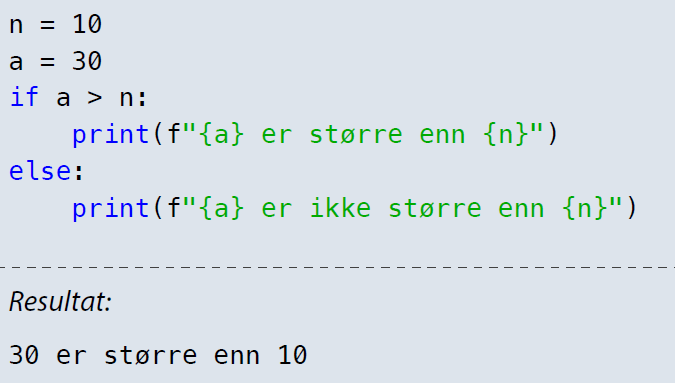 n = 10
a = 30
if a > n:
    print(f"{a} er større enn {n}")
else:
    print(f"{a} er ikke større enn {n}")
Resultat:
30 er større enn 10